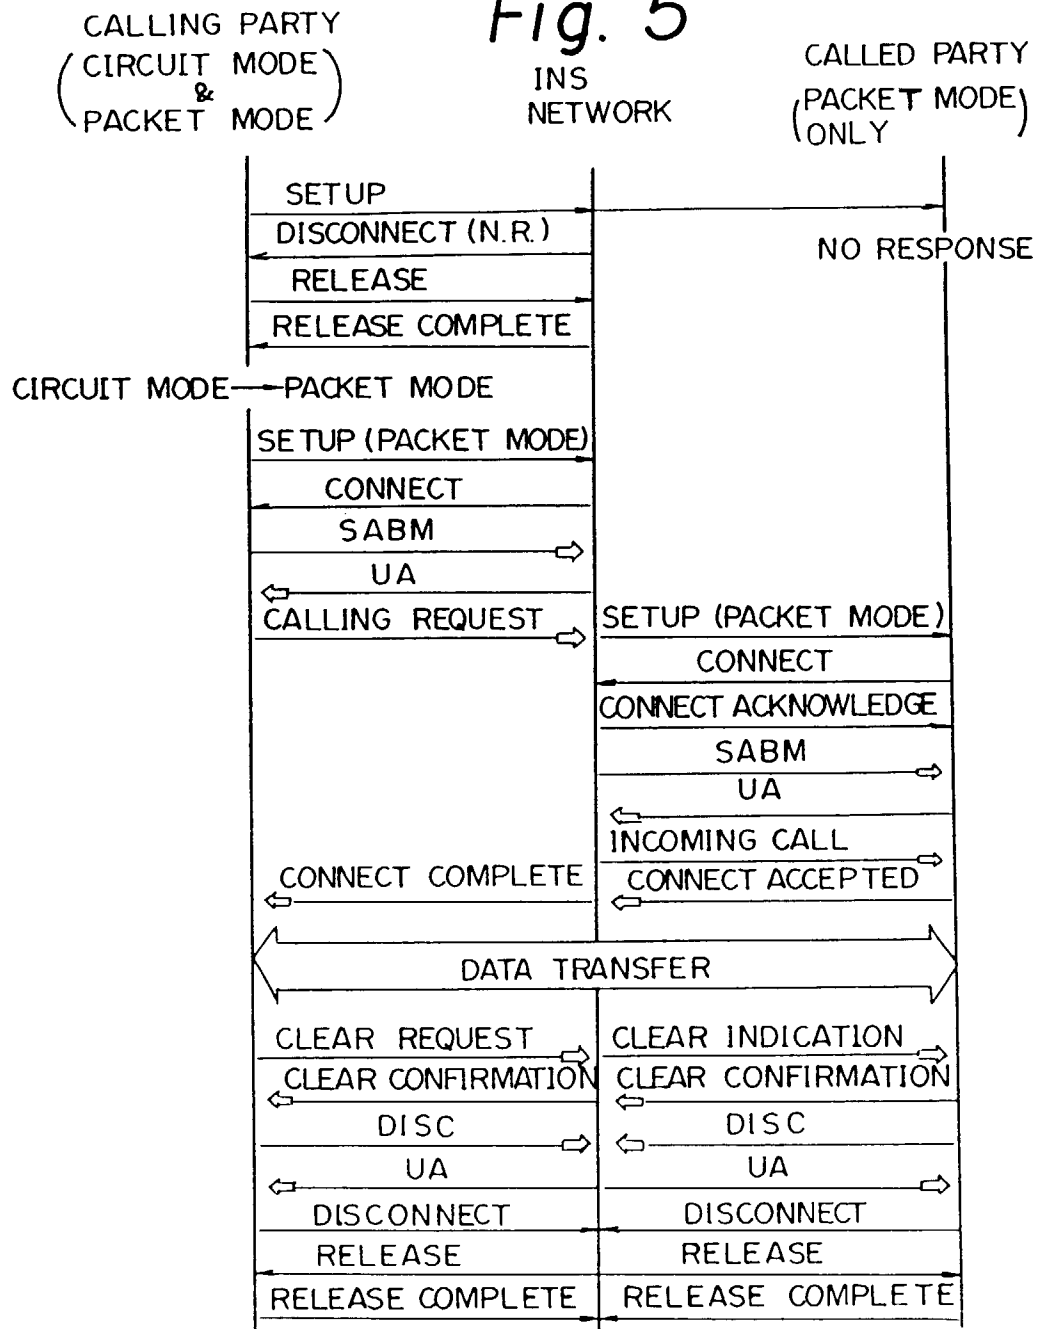 Fig. 5
CALLING PARTY
(CIRCUIT MODE
&
PACKET MODE)
INS
NETWORK
CALLED PARTY
(PACKET MODE)
ONLY
SETUP
DISCONNECT (N.R.)
NO RESPONSE
RELEASE
RELEASE COMPLETE
CIRCUIT MODE → PACKET MODE
SETUP (PACKET MODE)
CONNECT
SABM
UA
CALLING REQUEST
SETUP (PACKET MODE)
CONNECT
CONNECT ACKNOWLEDGE
SABM
UA
INCOMING CALL
CONNECT COMPLETE
CONNECT ACCEPTED
DATA TRANSFER
CLEAR REQUEST
CLEAR INDICATION
CLEAR CONFIRMATION
CLEAR CONFIRMATION
DISC
DISC
UA
UA
DISCONNECT
DISCONNECT
RELEASE
RELEASE
RELEASE COMPLETE
RELEASE COMPLETE